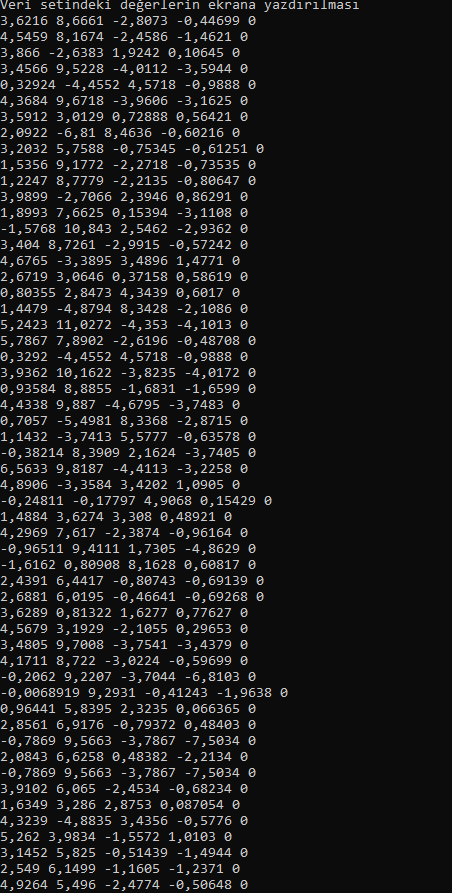 Veri setindeki değerlerin ekrana yazdırılması
3,6216 8,6661 -2,8073 -0,44699 0
4,5459 8,1674 -2,4586 -1,4621 0
3,866 -2,6383 1,9242 0,10645 0
3,4566 9,5228 -4,0112 -3,5944 0
0,32924 -4,4552 4,5718 -0,9888 0
4,3684 9,6718 -3,9606 -3,1625 0
3,5912 3,0129 0,72888 0,56421 0
2,0922 -6,81 8,4636 -0,60216 0
3,2032 5,7588 -0,75345 -0,61251 0
1,5356 9,1772 -2,2718 -0,73535 0
1,2247 8,7779 -2,2135 -0,80647 0
3,9899 -2,7066 2,3946 0,86291 0
1,8993 7,6625 0,15394 -3,1108 0
-1,5768 10,843 2,5462 -2,9362 0
3,404 8,7261 -2,9915 -0,57242 0
4,6765 -3,3895 3,4896 1,4771 0
2,6719 3,0646 0,37158 0,58619 0
0,80355 2,8473 4,3439 0,6017 0
1,4479 -4,8794 8,3428 -2,1086 0
5,2423 11,0272 -4,353 -4,1013 0
5,7867 7,8902 -2,6196 -0,48708 0
0,3292 -4,4552 4,5718 -0,9888 0
3,9362 10,1622 -3,8235 -4,0172 0
0,93584 8,8855 -1,6831 -1,6599 0
4,4338 9,887 -4,6795 -3,7483 0
0,7057 -5,4981 8,3368 -2,8715 0
1,1432 -3,7413 5,5777 -0,63578 0
-0,38214 8,3909 2,1624 -3,7405 0
6,5633 9,8187 -4,4113 -3,2258 0
4,8906 -3,3584 3,4202 1,0905 0
-0,24811 -0,17797 4,9068 0,15429 0
1,4884 3,6274 3,308 0,48921 0
4,2969 7,617 -2,3874 -0,96164 0
-0,96511 9,4111 1,7305 -4,8629 0
-1,6162 0,80908 8,1628 0,60817 0
2,4391 6,4417 -0,80743 -0,69139 0
2,6881 6,0195 -0,46641 -0,69268 0
3,6289 0,81322 1,6277 0,77627 0
4,5679 3,1929 -2,1055 0,29653 0
3,4805 9,7008 -3,7541 -3,4379 0
4,1711 8,722 -3,0224 -0,59699 0
-0,2062 9,2207 -3,7044 -6,8103 0
-0,0068919 9,2931 -0,41243 -1,9638 0
0,96441 5,8395 2,3235 0,066365 0
2,8561 6,9176 -0,79372 0,48403 0
-0,7869 9,5663 -3,7867 -7,5034 0
2,0843 6,6258 0,48382 -2,2134 0
-0,7869 9,5663 -3,7867 -7,5034 0
3,9102 6,065 -2,4534 -0,68234 0
1,6349 3,286 2,8753 0,087054 0
4,3239 -4,8835 3,4356 -0,5776 0
5,262 3,9834 -1,5572 1,0103 0
3,1452 5,825 -0,51439 -1,4944 0
2,549 6,1499 -1,1605 -1,2371 0
4,9264 5,496 -2,4774 -0,50648 0